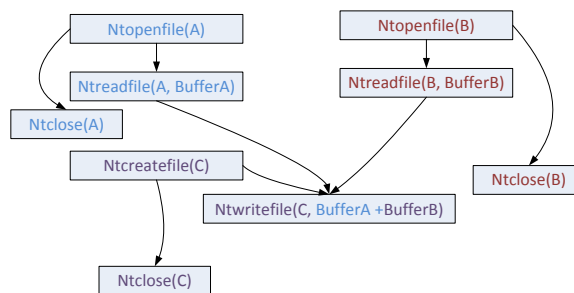 Ntopenfile(A)
Ntopenfile(B)
Ntreadfile(A, BufferA)
Ntreadfile(B, BufferB)
Ntclose(A)
Ntcreatefile(C)
Ntclose(B)
Ntwritefile(C, BufferA +BufferB)
Ntclose(C)